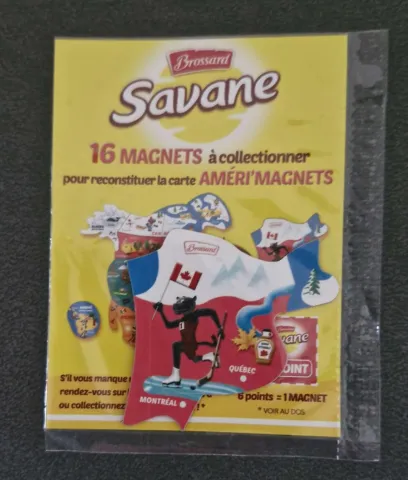 Brossard
Savane
16 MAGNETS à collectionner
pour reconstituer la carte AMÉRI'MAGNETS
Brossard
QUÉBEC
MONTRÉAL
OINT
S'il vous manque
rendez-vous sur
6 points = 1 MAGNET
ou collectionnez
!*
* VOIR AU DOS